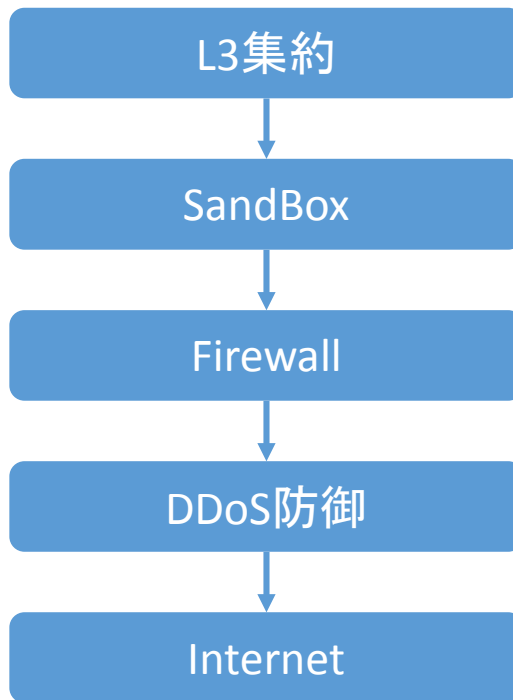 L3集約
SandBox
Firewall
DDoS防御
Internet